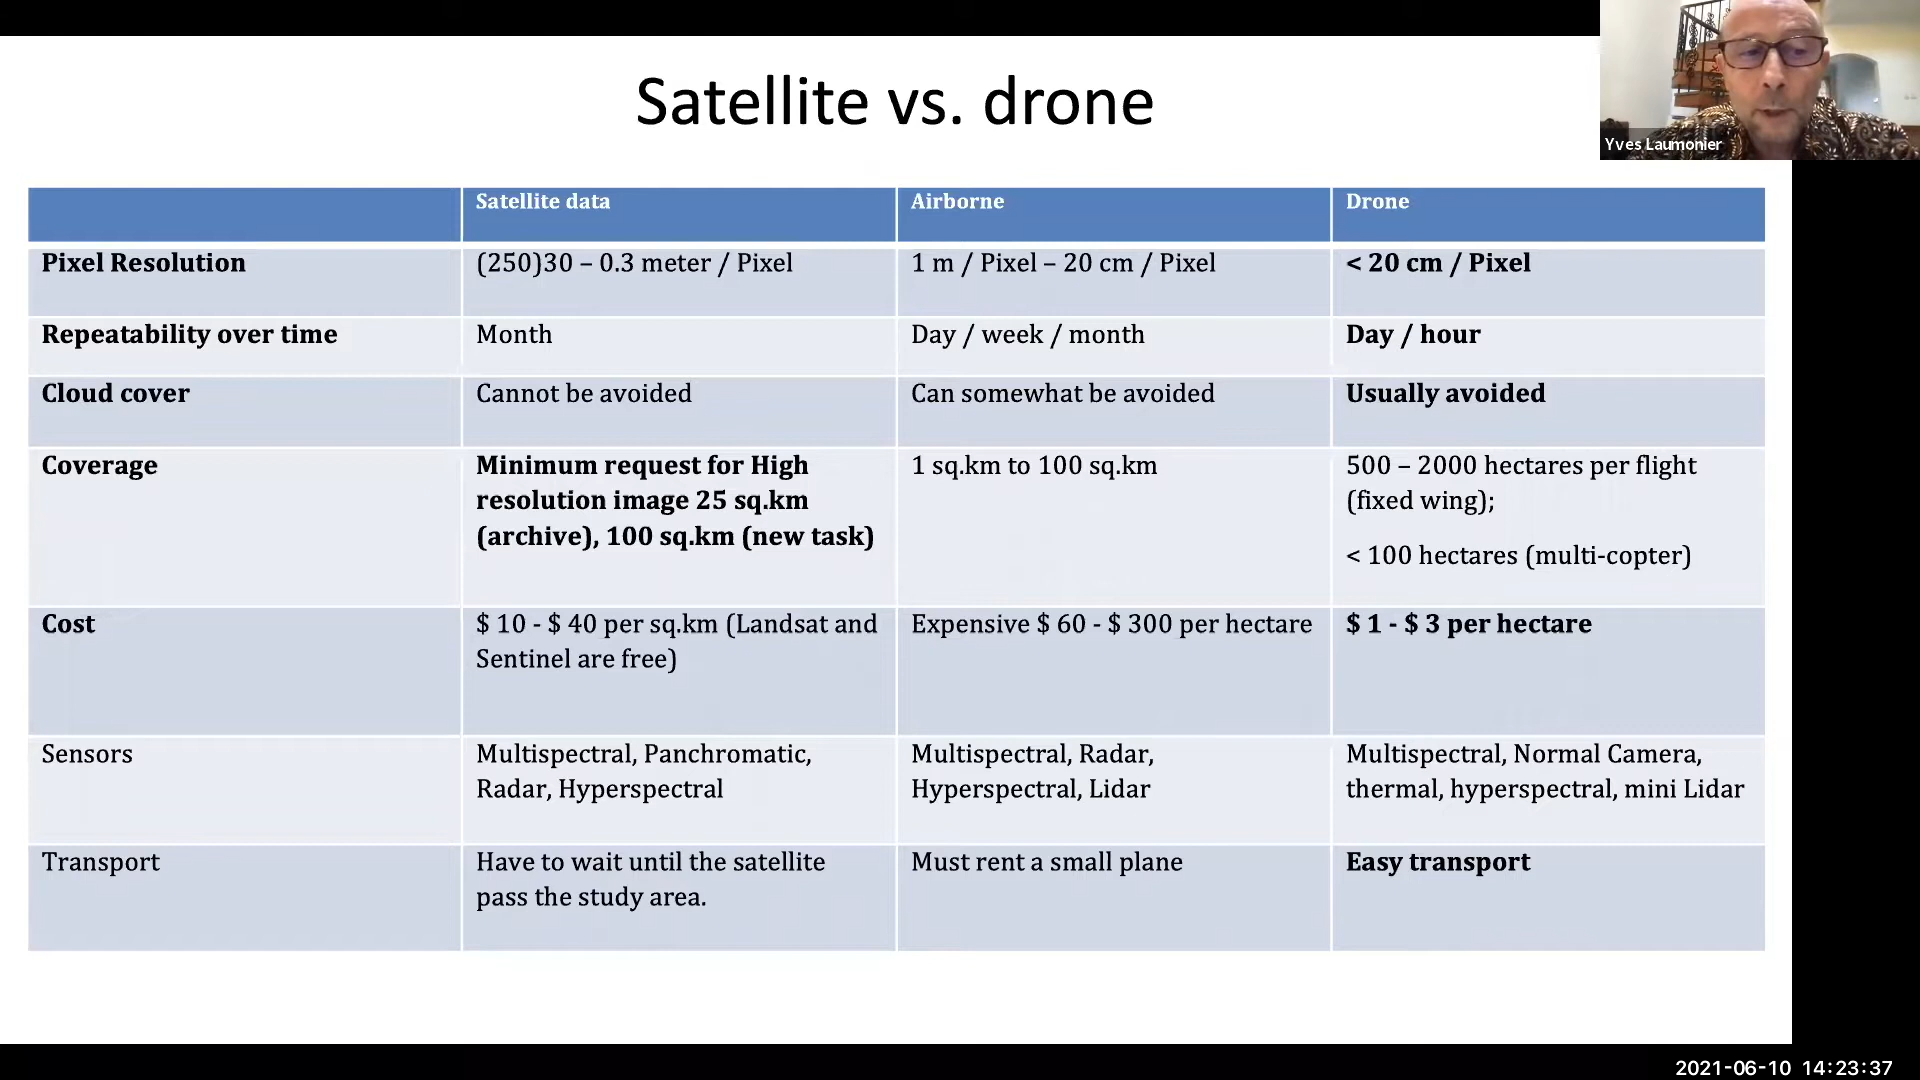 Satellite vs. drone
Yves Laumonier
Satellite data
Airborne
Drone
Pixel Resolution
(250)30 – 0.3 meter / Pixel
1 m / Pixel – 20 cm / Pixel
< 20 cm / Pixel
Repeatability over time
Month
Day / week / month
Day / hour
Cloud cover
Cannot be avoided
Can somewhat be avoided
Usually avoided
Coverage
Minimum request for High
resolution image 25 sq.km
(archive), 100 sq.km (new task)
1 sq.km to 100 sq.km
500 – 2000 hectares per flight
(fixed wing);
< 100 hectares (multi-copter)
Cost
$ 10 - $ 40 per sq.km (Landsat and
Sentinel are free)
Expensive $ 60 - $ 300 per hectare
$ 1 - $ 3 per hectare
Sensors
Multispectral, Panchromatic,
Radar, Hyperspectral
Multispectral, Radar,
Hyperspectral, Lidar
Multispectral, Normal Camera,
thermal, hyperspectral, mini Lidar
Transport
Have to wait until the satellite
pass the study area.
Must rent a small plane
Easy transport
2021-06-10 14:23:37